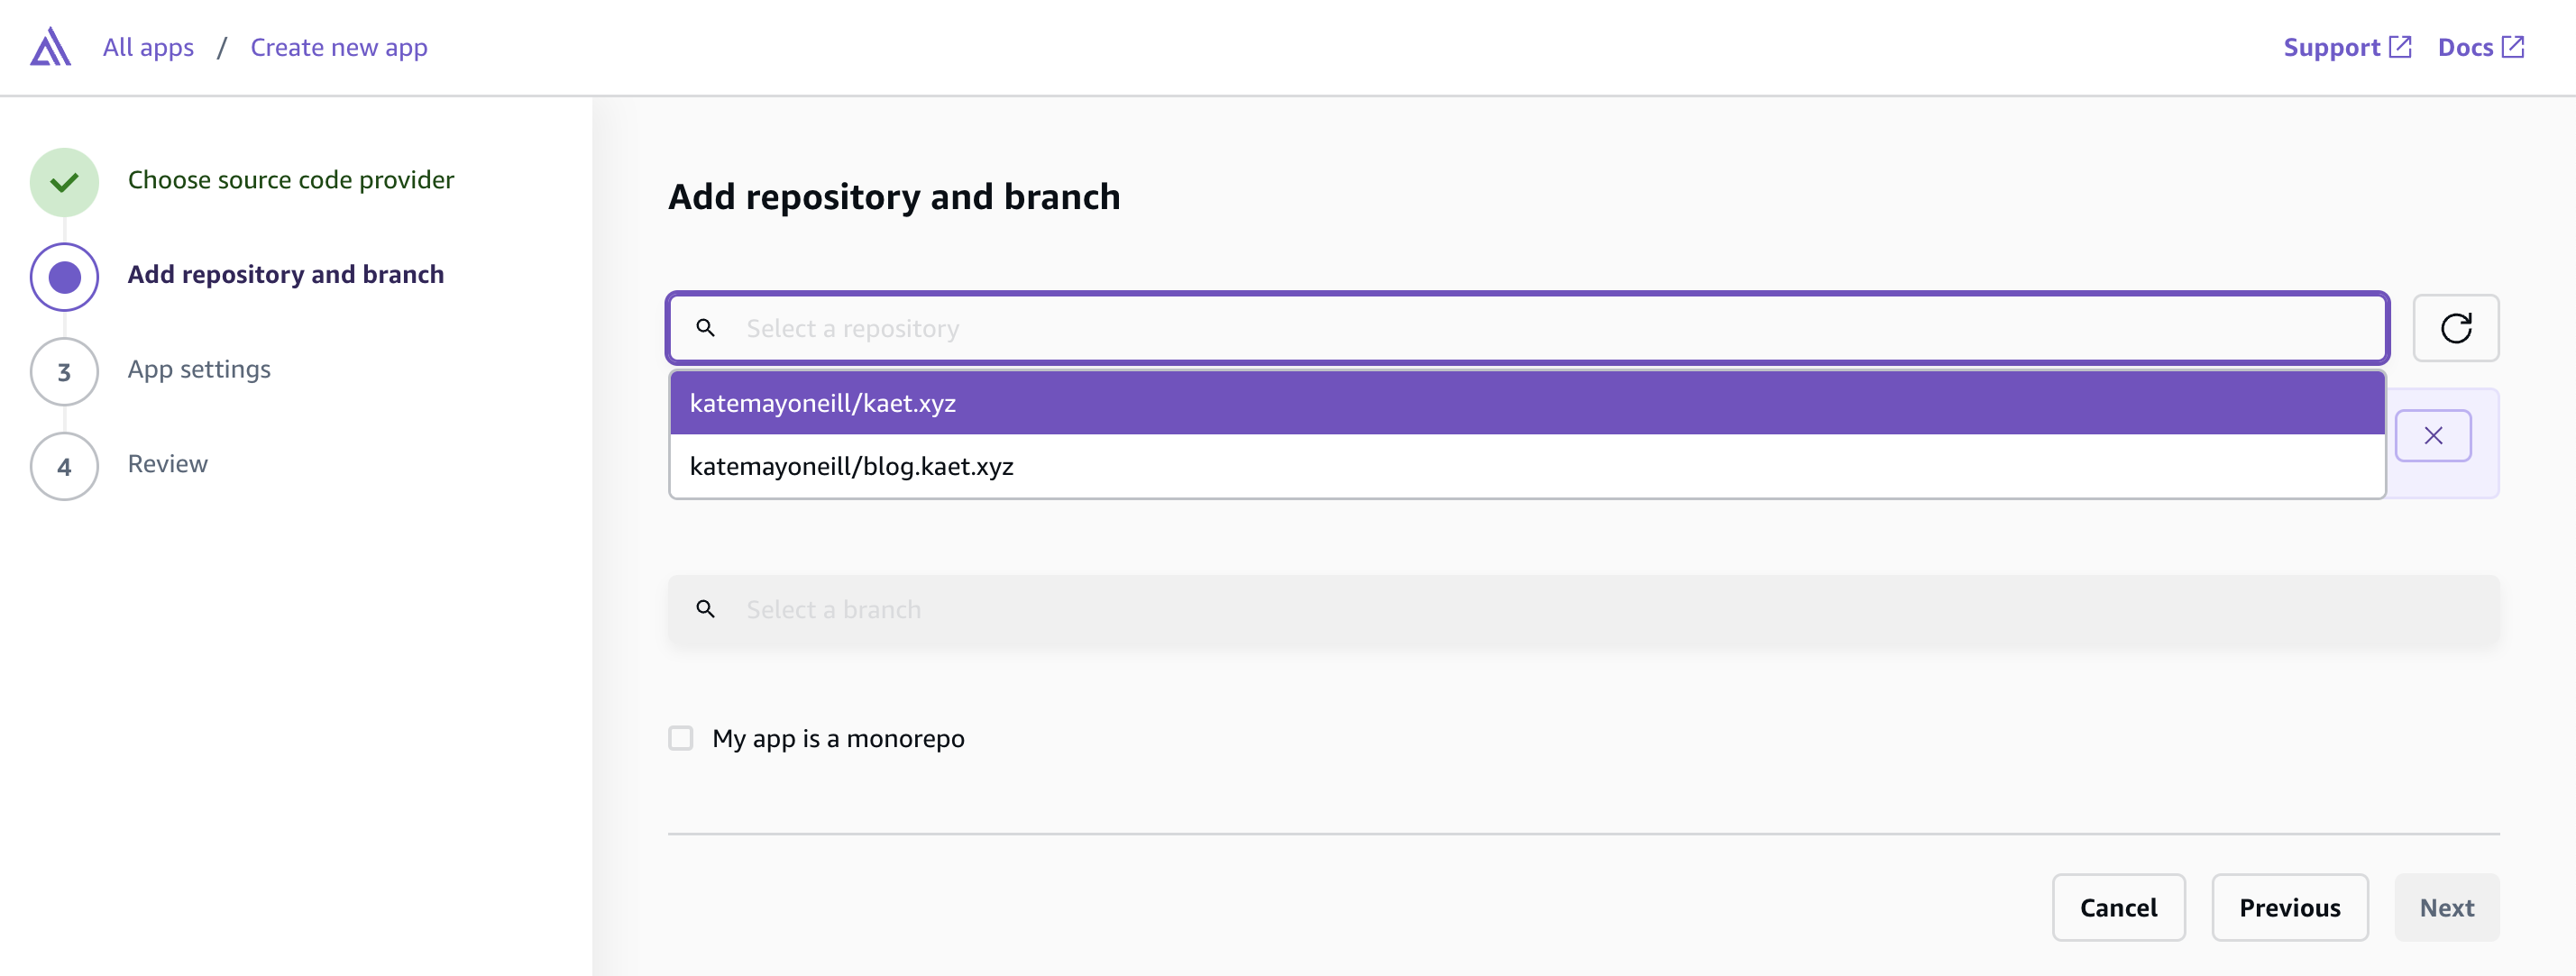 All apps / Create new app
Support Docs
Choose source code provider
Add repository and branch
3 App settings
4 Review
Add repository and branch
Select a repository
katemayoneill/kaet.xyz
katemayoneill/blog.kaet.xyz
Select a branch
My app is a monorepo
Cancel Previous Next